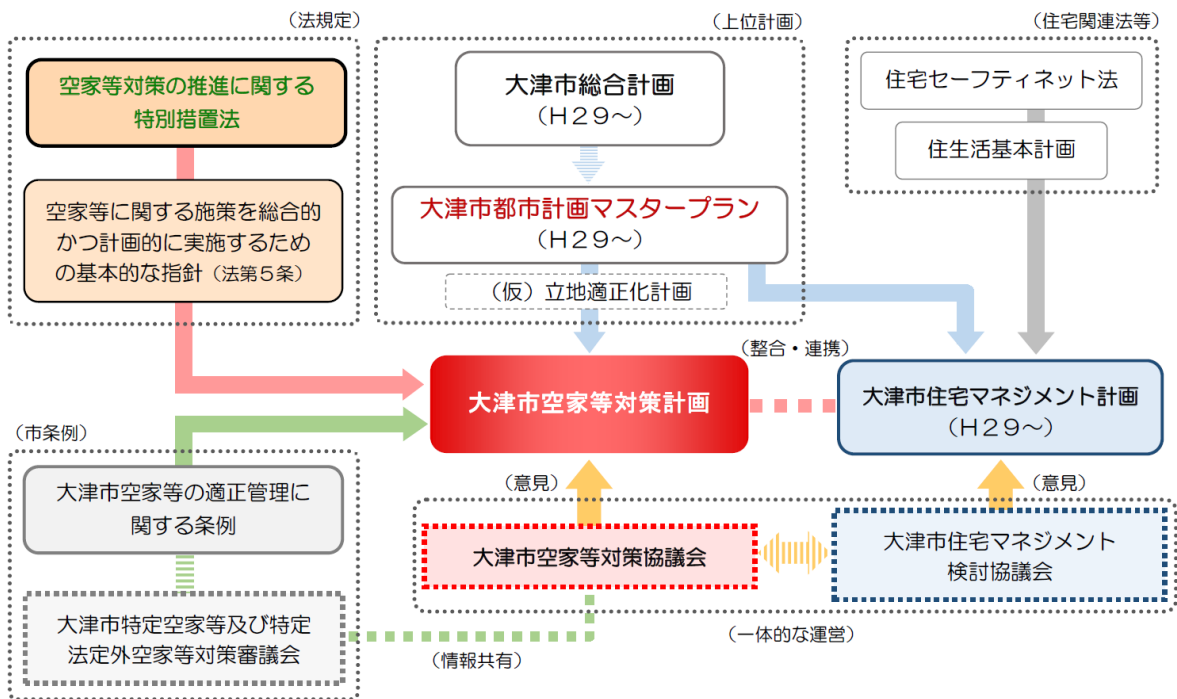 （法規定）
空家等対策の推進に関する
特別措置法
空家等に関する施策を総合的
かつ計画的に実施するため
の基本的な指針（法第５条）
（上位計画）
大津市総合計画
（Ｈ２９～）
大津市都市計画マスタープラン
（Ｈ２９～）
（仮）立地適正化計画
（住宅関連法等）
住宅セーフティネット法
住生活基本計画
大津市空家等対策計画
（整合・連携）
大津市住宅マネジメント計画
（Ｈ２９～）
（市条例）
大津市空家等の適正管理に
関する条例
大津市特定空家等及び特定
法定外空家等対策審議会
（意見）
（意見）
大津市空家等対策協議会
大津市住宅マネジメント
検討協議会
（一体的な運営）
（情報共有）